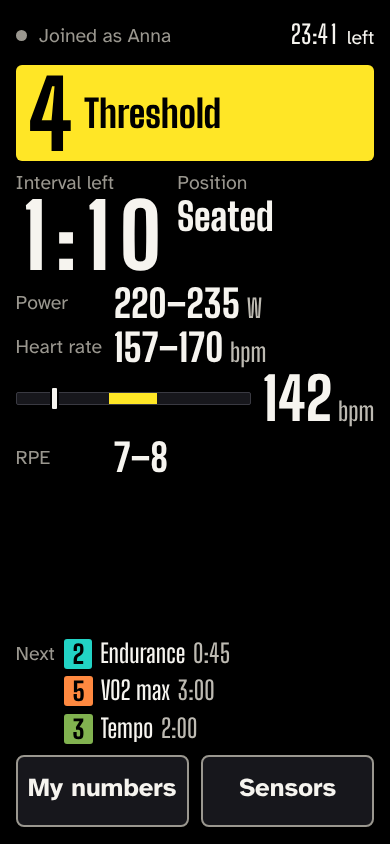 Joined as Anna 23:41 left
4 Threshold
Interval left Position
1:10 Seated
Power 220–235 W
Heart rate 157–170 bpm
142 bpm
RPE 7–8
Next 2 Endurance 0:45
5 VO2 max 3:00
3 Tempo 2:00
My numbers Sensors